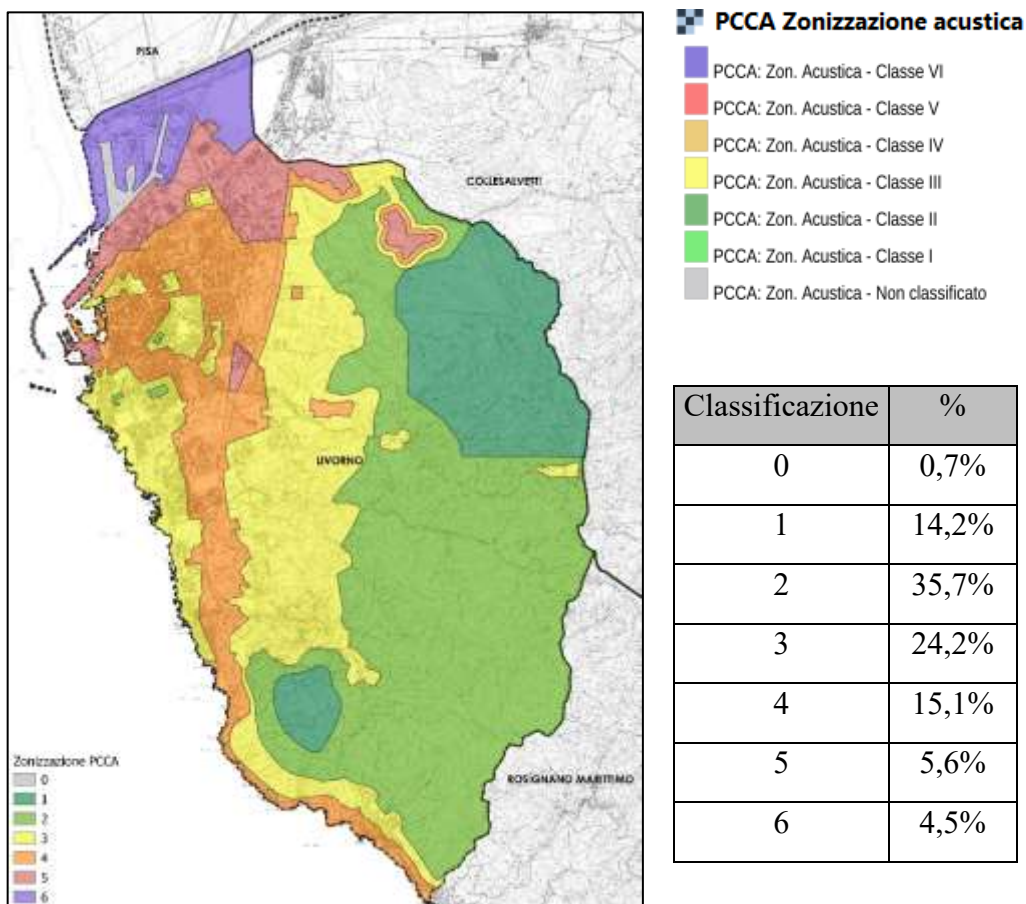 PISA
COLLESALVETTI
LIVORNO
ROSIGNANO MARITTIMO
Zonizzazione PCCA
0
1
2
3
4
5
6
PCCA Zonizzazione acustica
PCCA: Zon. Acustica - Classe VI
PCCA: Zon. Acustica - Classe V
PCCA: Zon. Acustica - Classe IV
PCCA: Zon. Acustica - Classe III
PCCA: Zon. Acustica - Classe II
PCCA: Zon. Acustica - Classe I
PCCA: Zon. Acustica - Non classificato
Classificazione %
0 0,7%
1 14,2%
2 35,7%
3 24,2%
4 15,1%
5 5,6%
6 4,5%